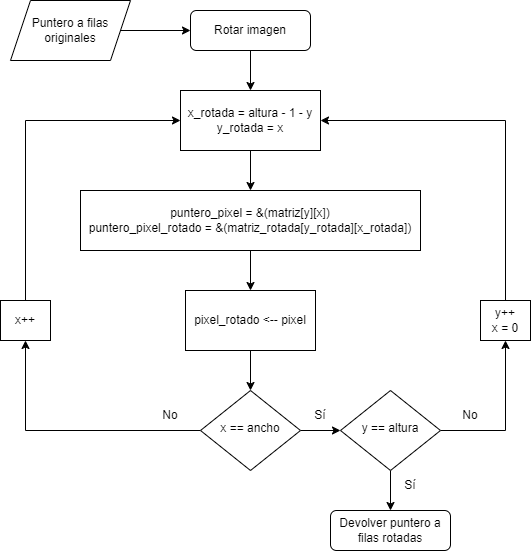 Puntero a filas
originales
Rotar imagen
x_rotada = altura - 1 - y
y_rotada = x
puntero_pixel = &(matriz[y][x])
puntero_pixel_rotado = &(matriz_rotada[y_rotada][x_rotada])
x++
pixel_rotado <-- pixel
y++
x = 0
No
x == ancho
Sí
y == altura
No
Sí
Devolver puntero a
filas rotadas